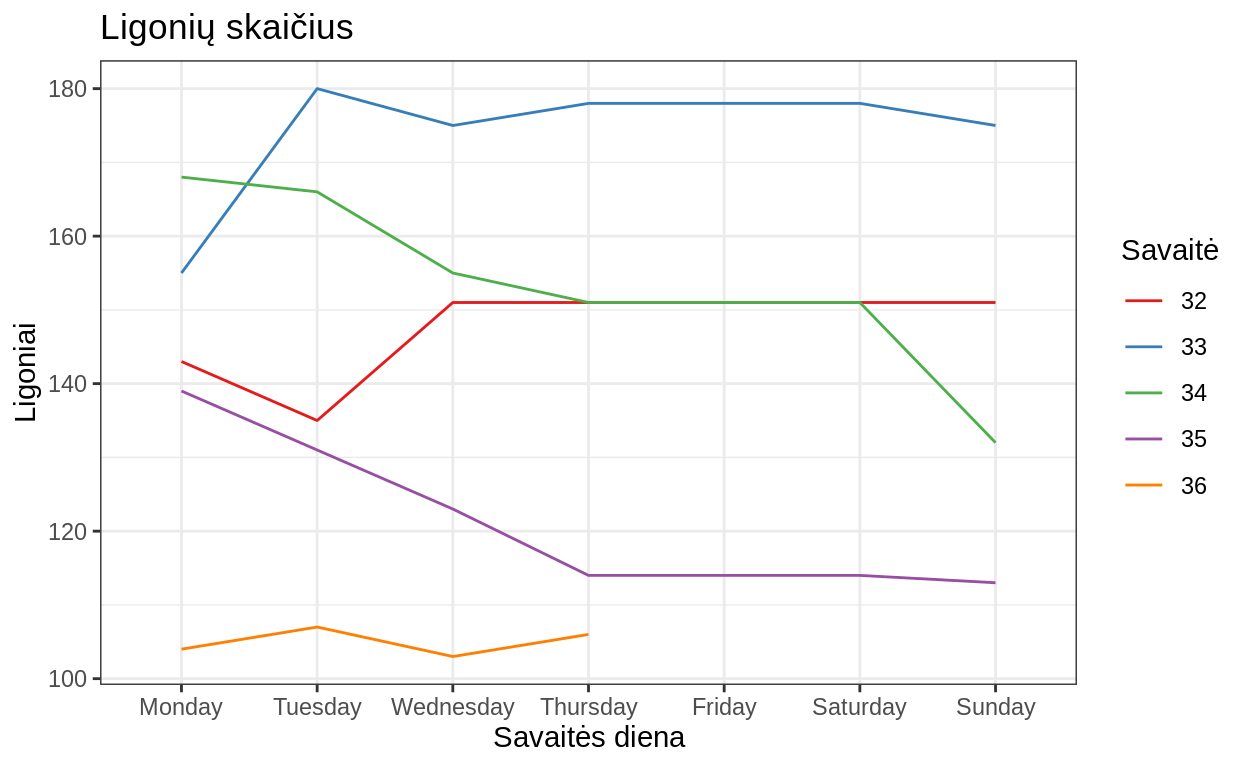 Ligonių skaičius
Ligoniai
180
160
140
120
100
Monday Tuesday Wednesday Thursday Friday Saturday Sunday
Savaitės diena
Savaitė
32
33
34
35
36